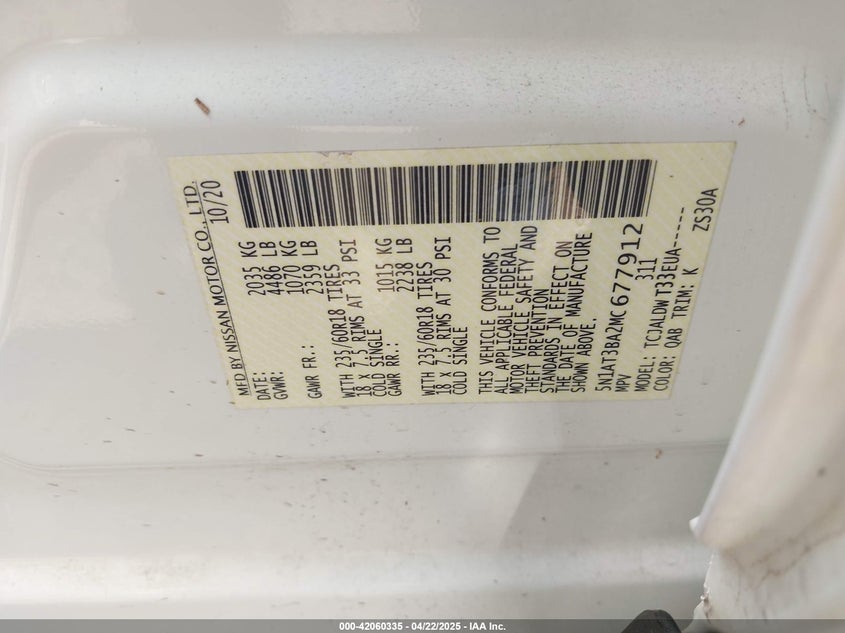 MFD BY NISSAN MOTOR CO., LTD.
DATE: 10/20
GVWR: 2035 KG
4486 LB
GAWR FR.: 1070 KG
2359 LB
WITH 235/60R18 TIRES
18 X 7.5 RIMS AT 33 PSI
COLD SINGLE
GAWR RR.: 1015 KG
2238 LB
WITH 235/60R18 TIRES
18 X 7.5 RIMS AT 30 PSI
COLD SINGLE
THIS VEHICLE CONFORMS TO
ALL APPLICABLE FEDERAL
MOTOR VEHICLE SAFETY AND
THEFT PREVENTION
STANDARDS IN EFFECT ON
THE DATE OF MANUFACTURE
SHOWN ABOVE.
5N1AT3BA2MC677912
MPV 311
MODEL: TCJALDWT33EUA-----
COLOR: QAB TRIM: K ZS30A
000-42060335 - 04/22/2025 - IAA Inc.